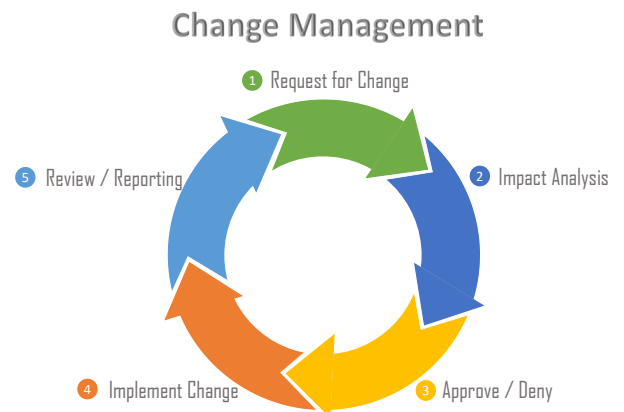 Change Management
1 Request for Change
2 Impact Analysis
3 Approve / Deny
4 Implement Change
5 Review / Reporting